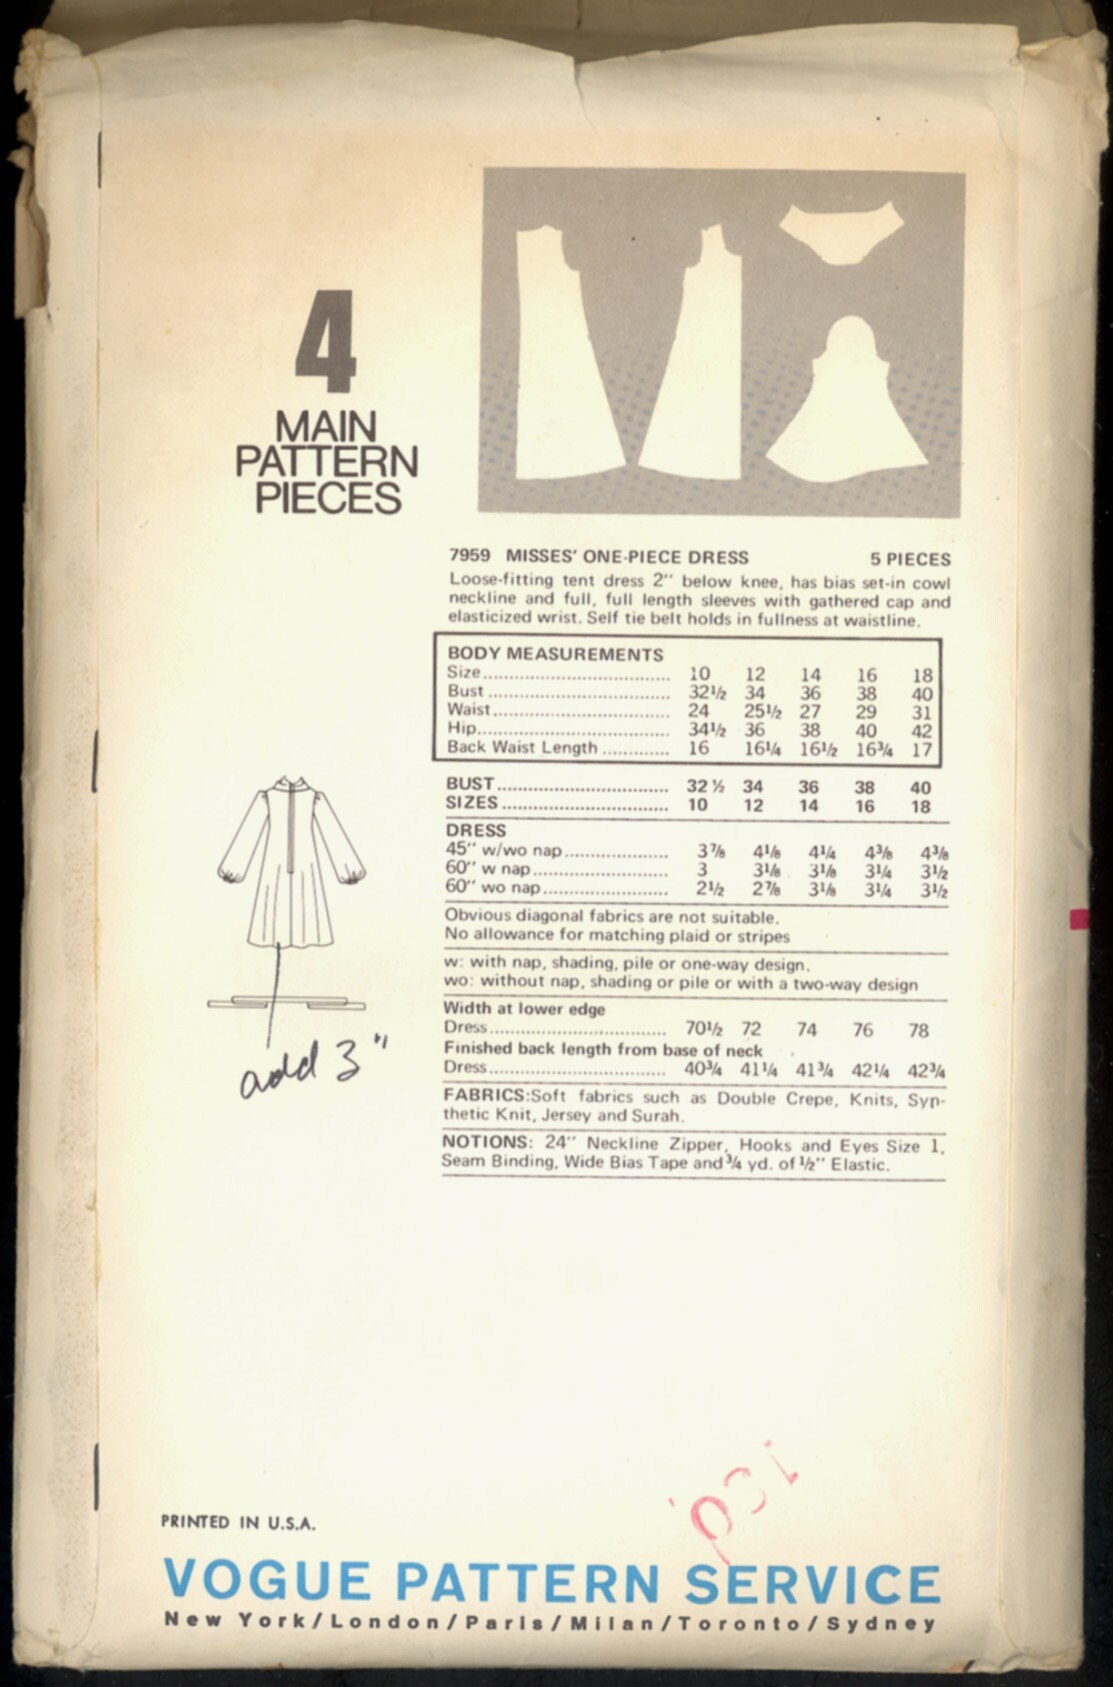 4
MAIN
PATTERN
PIECES
7959 MISSES' ONE-PIECE DRESS 5 PIECES
Loose-fitting tent dress 2" below knee, has bias set-in cowl
neckline and full, full length sleeves with gathered cap and
elasticized wrist. Self tie belt holds in fullness at waistline.
BODY MEASUREMENTS
Size................................. 10 12 14 16 18
Bust ................................ 32½ 34 36 38 40
Waist............................... 24 25½ 27 29 31
Hip.................................. 34½ 36 38 40 42
Back Waist Length ............ 16 16¼ 16½ 16¾ 17
BUST............................... 32 ½ 34 36 38 40
SIZES .............................. 10 12 14 16 18
DRESS
45" w/wo nap................... 3⅞ 4⅛ 4¼ 4⅜ 4⅜
60" w nap........................ 3 3⅛ 3⅛ 3¼ 3½
60" wo nap...................... 2½ 2⅞ 3⅛ 3¼ 3½
Obvious diagonal fabrics are not suitable.
No allowance for matching plaid or stripes
w: with nap, shading, pile or one-way design.
wo: without nap, shading or pile or with a two-way design
Width at lower edge
Dress................................ 70½ 72 74 76 78
Finished back length from base of neck
Dress................................ 40¾ 41¼ 41¾ 42¼ 42¾
FABRICS:Soft fabrics such as Double Crepe, Knits, Syn-
thetic Knit, Jersey and Surah.
NOTIONS: 24" Neckline Zipper, Hooks and Eyes Size 1,
Seam Binding, Wide Bias Tape and ¾ yd. of ½" Elastic.
add 3"
PRINTED IN U.S.A.
VOGUE PATTERN SERVICE
New York/London/Paris/Milan/Toronto/Sydney